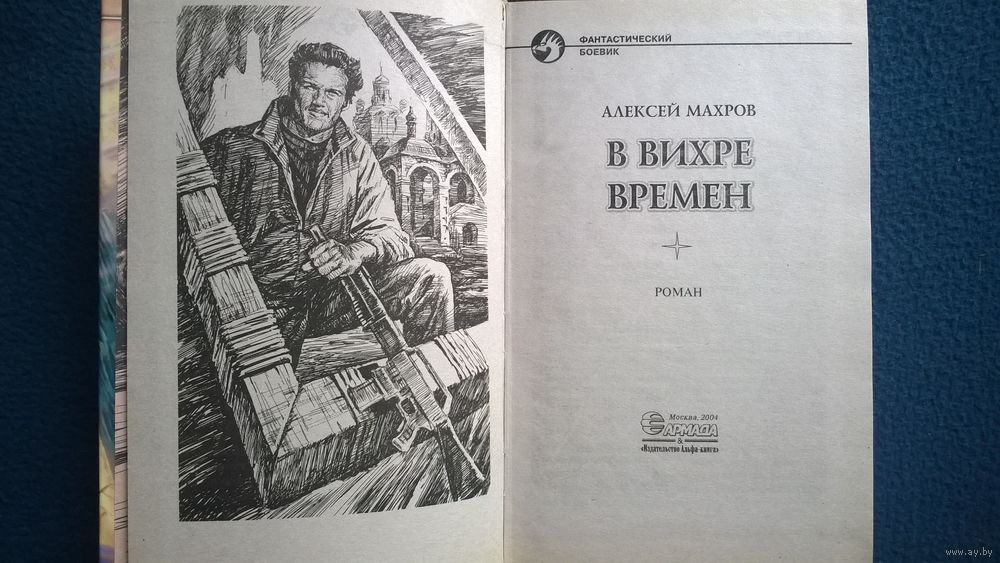 ФАНТАСТИЧЕСКИЙ
БОЕВИК
АЛЕКСЕЙ МАХРОВ
В ВИХРЕ
ВРЕМЕН
РОМАН
Москва, 2004
АРМАДА
&
«Издательство Альфа-книга»
www.ay.by